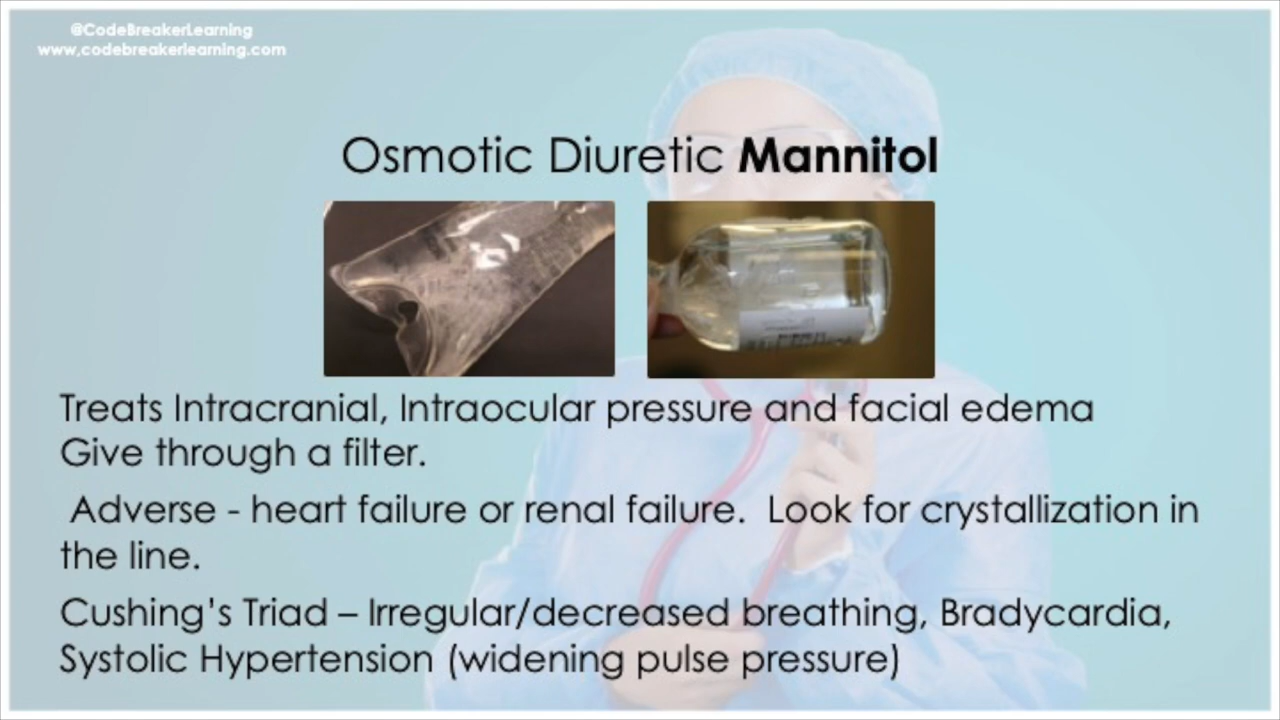 @CodeBreakerLearning
www,codebreakerlearning.com
Osmotic Diuretic Mannitol
Treats Intracranial, Intraocular pressure and facial edema
Give through a filter.
Adverse - heart failure or renal failure.  Look for crystallization in
the line.
Cushing's Triad – Irregular/decreased breathing, Bradycardia,
Systolic Hypertension (widening pulse pressure)